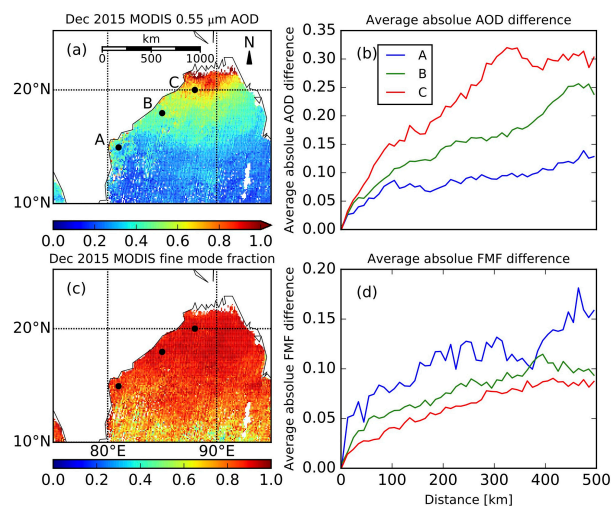 Dec 2015 MODIS 0.55 μm AOD
(a)
km
0 500 1000
N
C
B
A
20°N
10°N
0.0 0.2 0.4 0.6 0.8 1.0
Average absolue AOD difference
(b)
A
B
C
Average absolute AOD difference
0.35
0.30
0.25
0.20
0.15
0.10
0.05
0.00
Dec 2015 MODIS fine mode fraction
(c)
20°N
10°N
80°E 90°E
0.0 0.2 0.4 0.6 0.8 1.0
Average absolute FMF difference
(d)
Average absolute FMF difference
0.20
0.15
0.10
0.05
0.00
0 100 200 300 400 500
Distance [km]